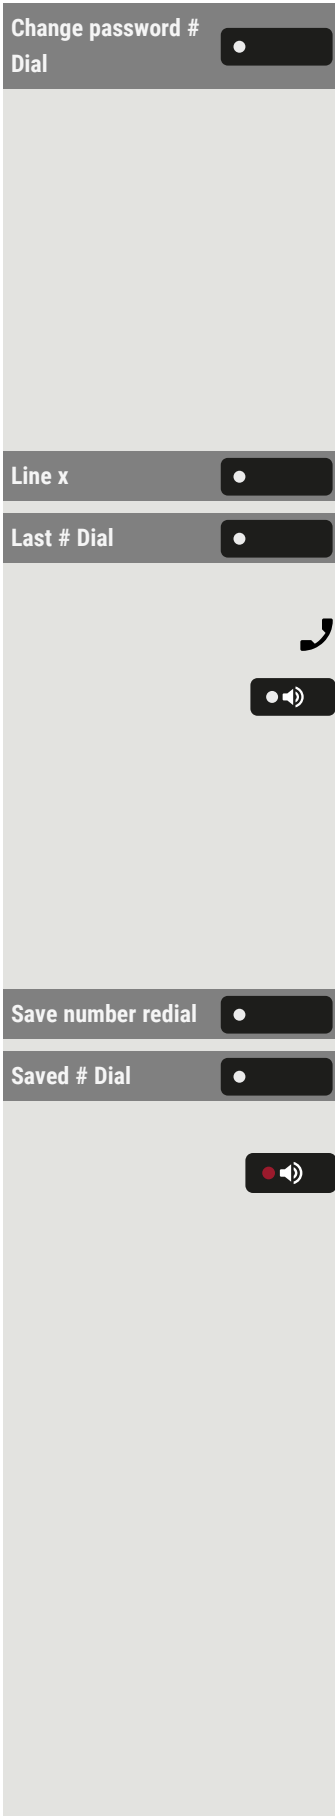 Change password #
Dial
Line x
Last # Dial
Save number redial
Saved # Dial